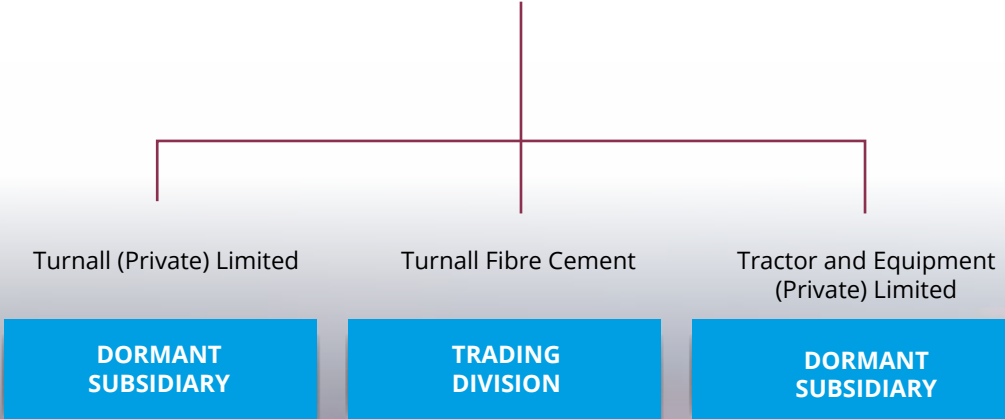 Turnall (Private) Limited
DORMANT
SUBSIDIARY
Turnall Fibre Cement
TRADING
DIVISION
Tractor and Equipment
(Private) Limited
DORMANT
SUBSIDIARY